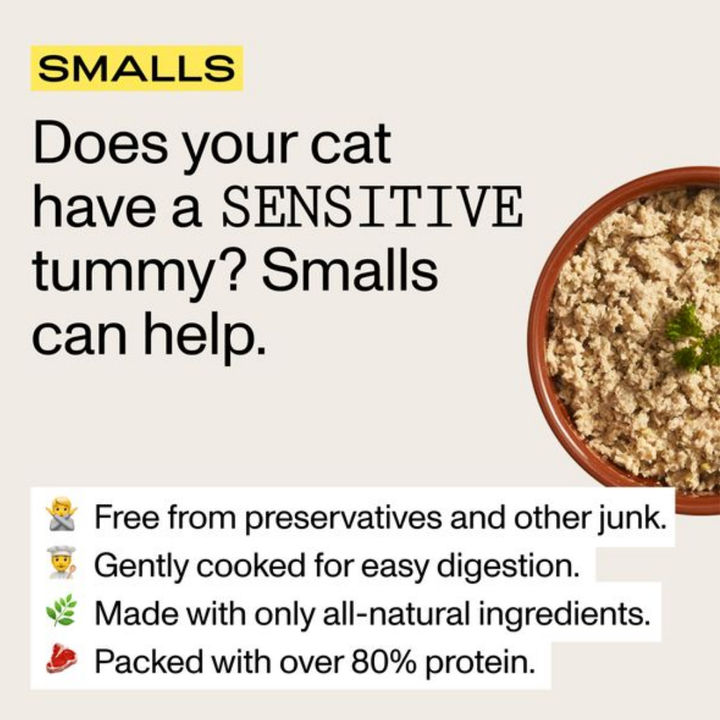 SMALLS
Does your cat
have a SENSITIVE
tummy? Smalls
can help.
Free from preservatives and other junk.
Gently cooked for easy digestion.
Made with only all-natural ingredients.
Packed with over 80% protein.